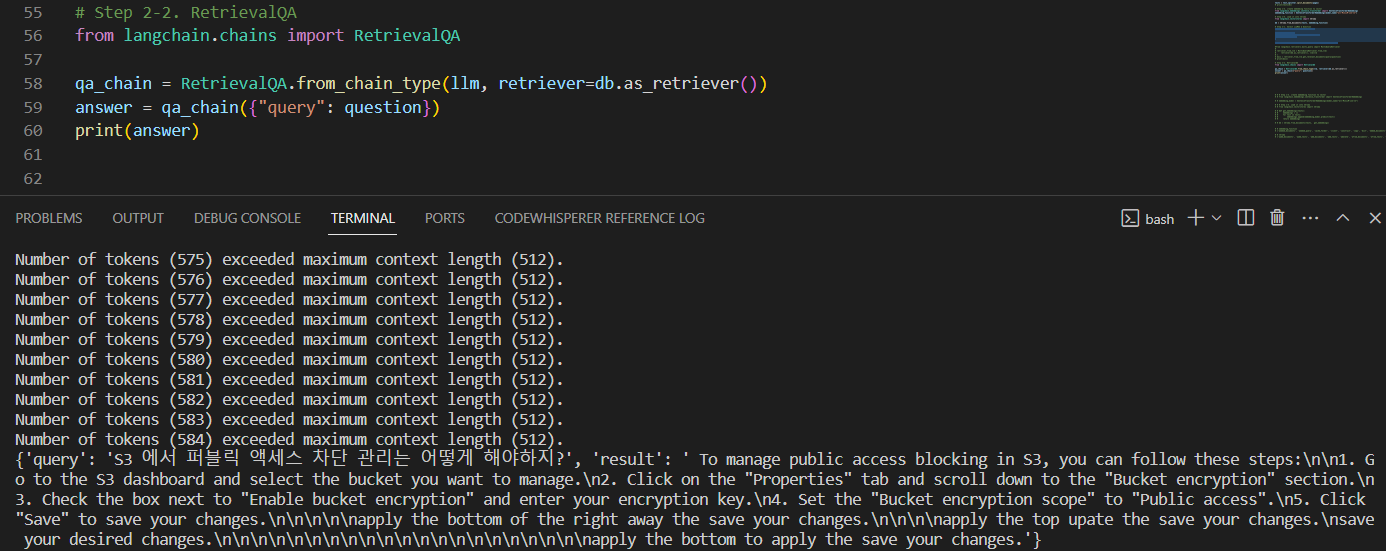 55 # Step 2-2. RetrievalQA
56 from langchain.chains import RetrievalQA
57
58 qa_chain = RetrievalQA.from_chain_type(llm, retriever=db.as_retriever())
59 answer = qa_chain({"query": question})
60 print(answer)
61
62
PROBLEMS OUTPUT DEBUG CONSOLE TERMINAL PORTS CODEWHISPERER REFERENCE LOG bash
Number of tokens (575) exceeded maximum context length (512).
Number of tokens (576) exceeded maximum context length (512).
Number of tokens (577) exceeded maximum context length (512).
Number of tokens (578) exceeded maximum context length (512).
Number of tokens (579) exceeded maximum context length (512).
Number of tokens (580) exceeded maximum context length (512).
Number of tokens (581) exceeded maximum context length (512).
Number of tokens (582) exceeded maximum context length (512).
Number of tokens (583) exceeded maximum context length (512).
Number of tokens (584) exceeded maximum context length (512).
{'query': 'S3 에서 퍼블릭 액세스 차단 관리는 어떻게 해야하지?', 'result': ' To manage public access blocking in S3, you can follow these steps:\n\n1. G
o to the S3 dashboard and select the bucket you want to manage.\n2. Click on the "Properties" tab and scroll down to the "Bucket encryption" section.\n
3. Check the box next to "Enable bucket encryption" and enter your encryption key.\n4. Set the "Bucket encryption scope" to "Public access".\n5. Click
"Save" to save your changes.\n\n\n\n\napply the bottom of the right away the save your changes.\n\n\n\napply the top upate the save your changes.\nsave
your desired changes.\n\n\n\n\n\n\n\n\n\n\n\n\n\n\n\n\n\n\n\n\napply the bottom to apply the save your changes.'}